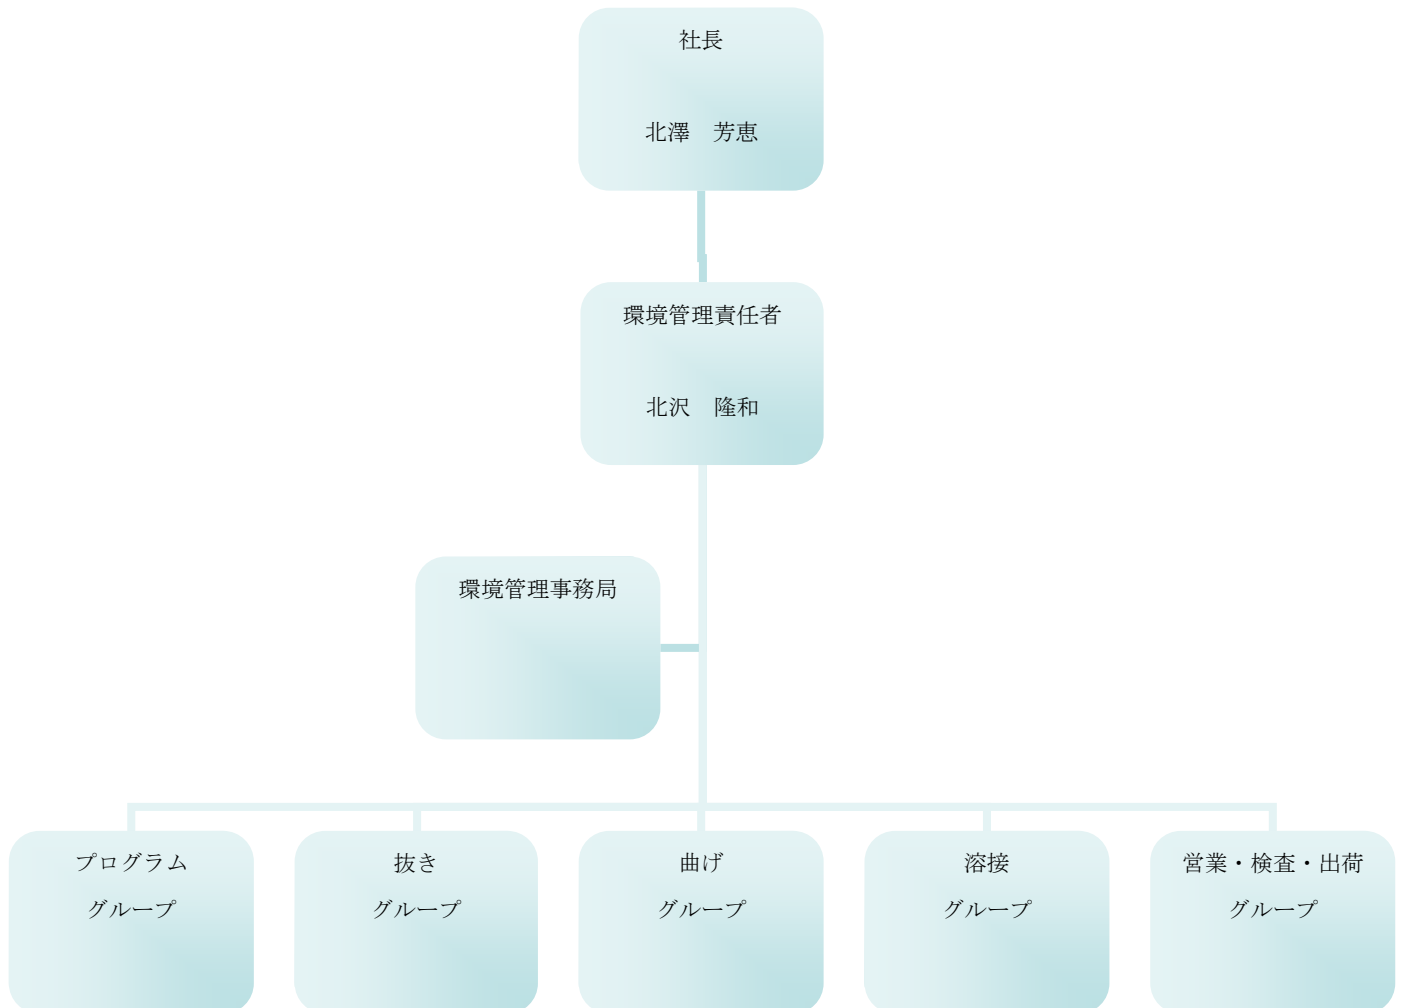 社長
北澤　芳恵
環境管理責任者
北沢　隆和
環境管理事務局
プログラム
グループ
抜き
グループ
曲げ
グループ
溶接
グループ
営業・検査・出荷
グループ